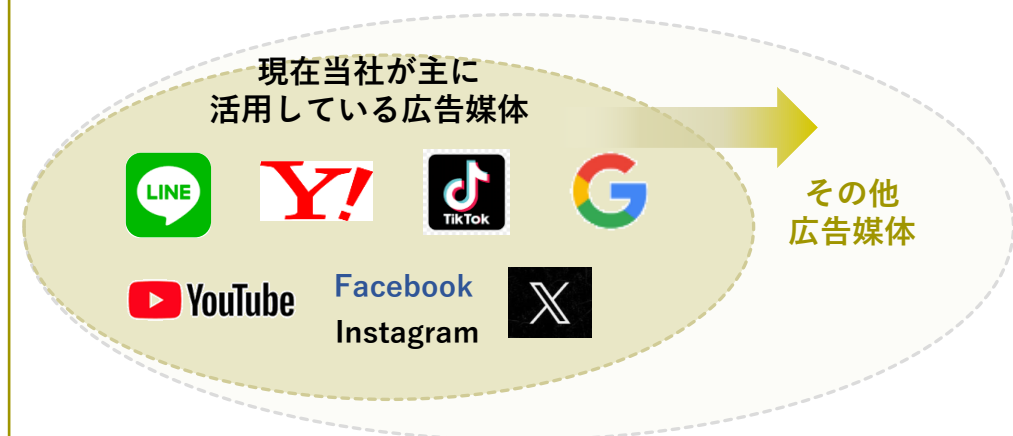 現在当社が主に
活用している広告媒体
LINE
Y!
TikTok
G
その他
広告媒体
YouTube
Facebook
Instagram
X